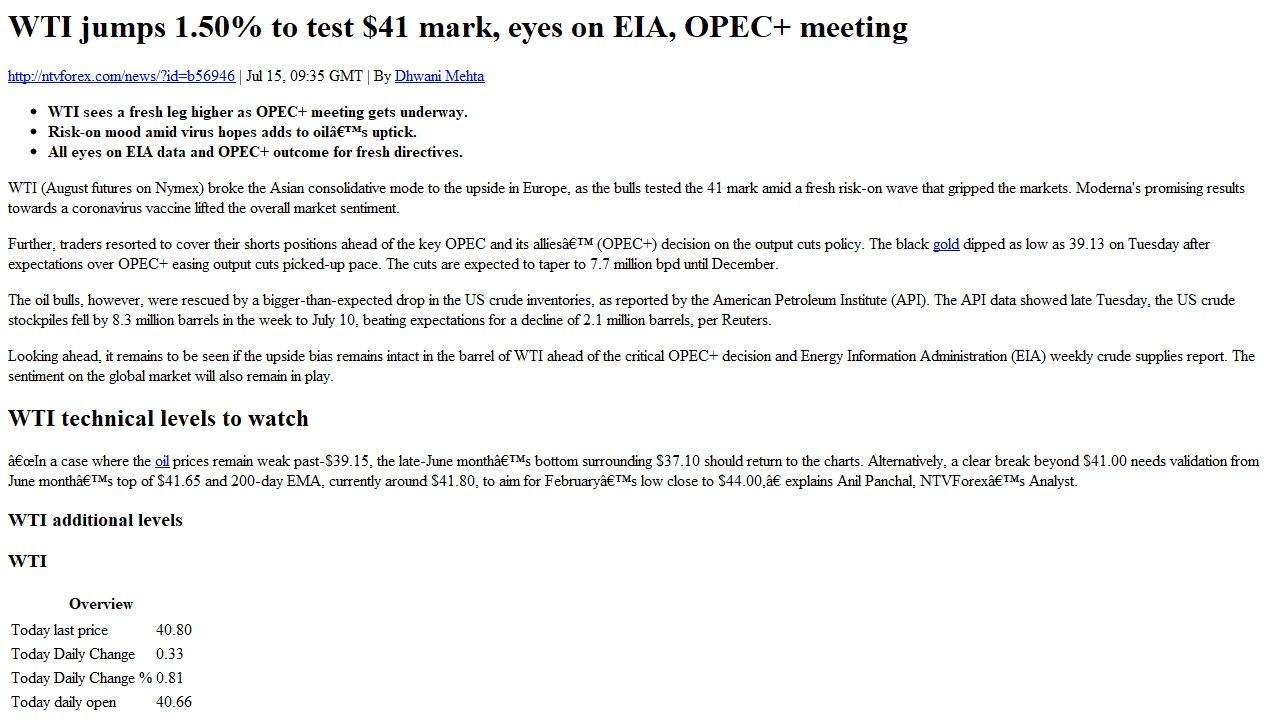 WTI jumps 1.50% to test $41 mark, eyes on EIA, OPEC+ meeting
http://ntvforex.com/news/?id=b56946 | Jul 15, 09:35 GMT | By Dhwani Mehta
• WTI sees a fresh leg higher as OPEC+ meeting gets underway.
• Risk-on mood amid virus hopes adds to oilâ€™s uptick.
• All eyes on EIA data and OPEC+ outcome for fresh directives.
WTI (August futures on Nymex) broke the Asian consolidative mode to the upside in Europe, as the bulls tested the 41 mark amid a fresh risk-on wave that gripped the markets. Moderna's promising results
towards a coronavirus vaccine lifted the overall market sentiment.
Further, traders resorted to cover their shorts positions ahead of the key OPEC and its alliesâ€™ (OPEC+) decision on the output cuts policy. The black gold dipped as low as 39.13 on Tuesday after
expectations over OPEC+ easing output cuts picked-up pace. The cuts are expected to taper to 7.7 million bpd until December.
The oil bulls, however, were rescued by a bigger-than-expected drop in the US crude inventories, as reported by the American Petroleum Institute (API). The API data showed late Tuesday, the US crude
stockpiles fell by 8.3 million barrels in the week to July 10, beating expectations for a decline of 2.1 million barrels, per Reuters.
Looking ahead, it remains to be seen if the upside bias remains intact in the barrel of WTI ahead of the critical OPEC+ decision and Energy Information Administration (EIA) weekly crude supplies report. The
sentiment on the global market will also remain in play.
WTI technical levels to watch
â€œIn a case where the oil prices remain weak past-$39.15, the late-June monthâ€™s bottom surrounding $37.10 should return to the charts. Alternatively, a clear break beyond $41.00 needs validation from
June monthâ€™s top of $41.65 and 200-day EMA, currently around $41.80, to aim for Februaryâ€™s low close to $44.00,â€ explains Anil Panchal, NTVForexâ€™s Analyst.
WTI additional levels
WTI
Overview
Today last price 40.80
Today Daily Change 0.33
Today Daily Change % 0.81
Today daily open 40.66